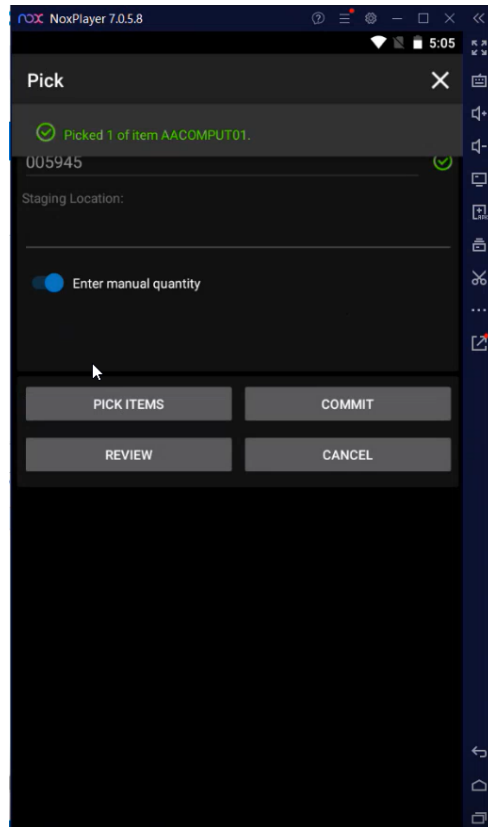 nox NoxPlayer 7.0.5.8
5:05
Pick
Picked 1 of item AACOMPUT01.
005945
Staging Location:
Enter manual quantity
PICK ITEMS
COMMIT
REVIEW
CANCEL